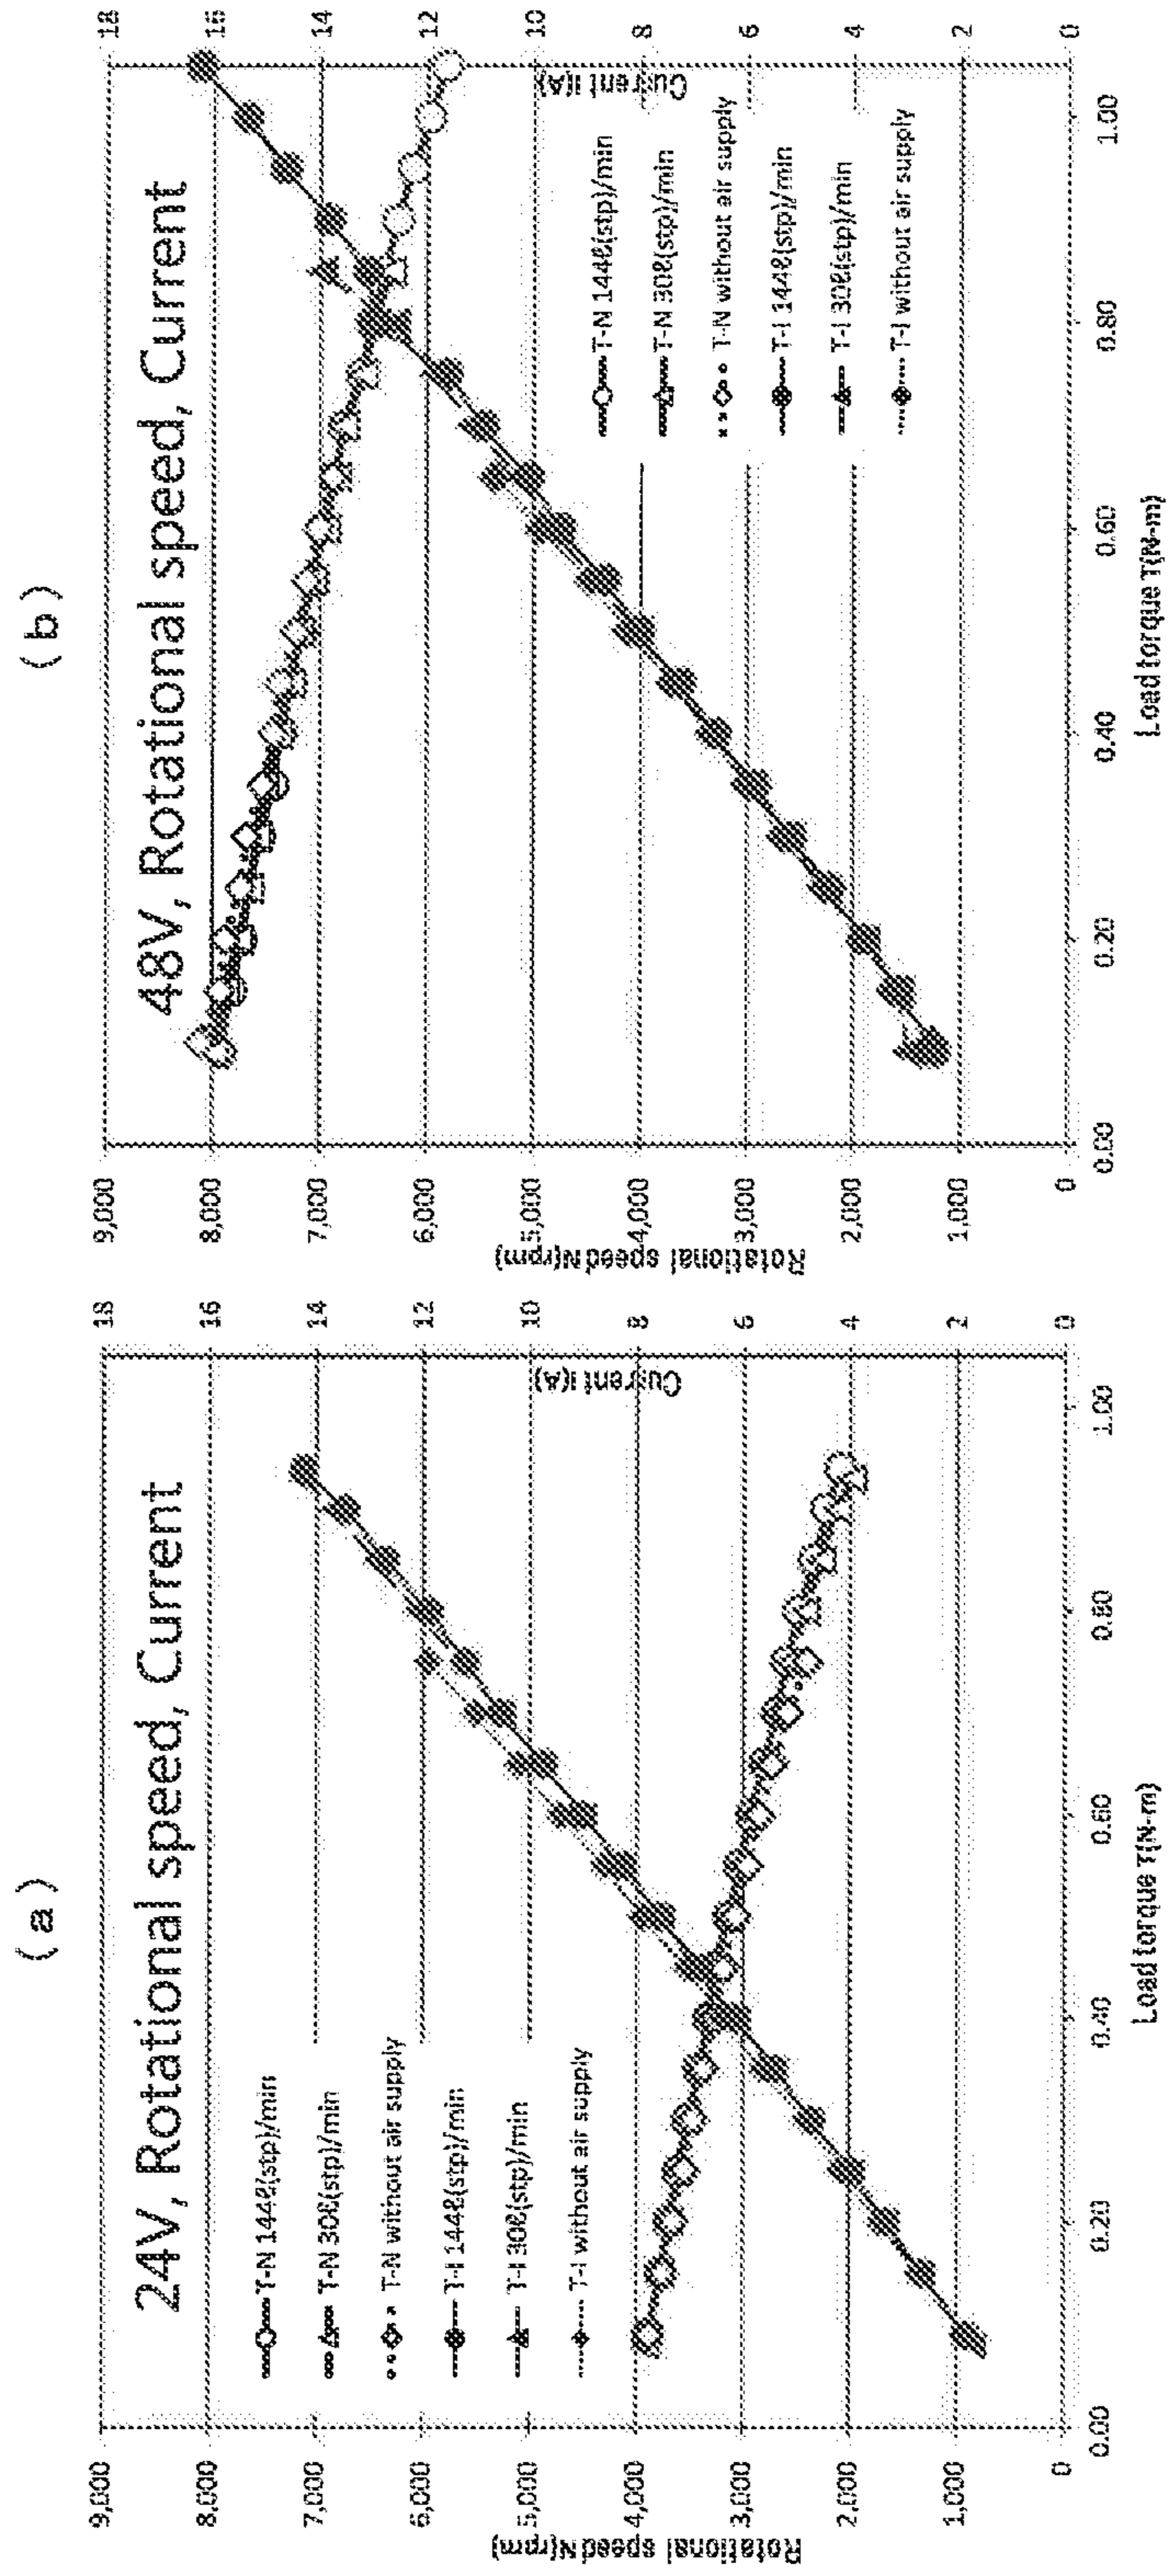 (a)
24V, Rotational speed, Current
9,000
8,000
7,000
6,000
5,000
4,000
3,000
2,000
1,000
0
Rotational speed N(rpm)
T-N 144ℓ(stp)/min
T-N 30ℓ(stp)/min
T-N without air supply
T-I 144ℓ(stp)/min
T-I 30ℓ(stp)/min
T-I without air supply
18
16
14
12
10
8
6
4
2
0
Current I(A)
0.00 0.20 0.40 0.60 0.80 1.00
Load torque T(N-m)
(b)
48V, Rotational speed, Current
9,000
8,000
7,000
6,000
5,000
4,000
3,000
2,000
1,000
0
Rotational speed N(rpm)
T-N 144ℓ(stp)/min
T-N 30ℓ(stp)/min
T-N without air supply
T-I 144ℓ(stp)/min
T-I 30ℓ(stp)/min
T-I without air supply
18
16
14
12
10
8
6
4
2
0
Current I(A)
0.00 0.20 0.40 0.60 0.80 1.00
Load torque T(N-m)